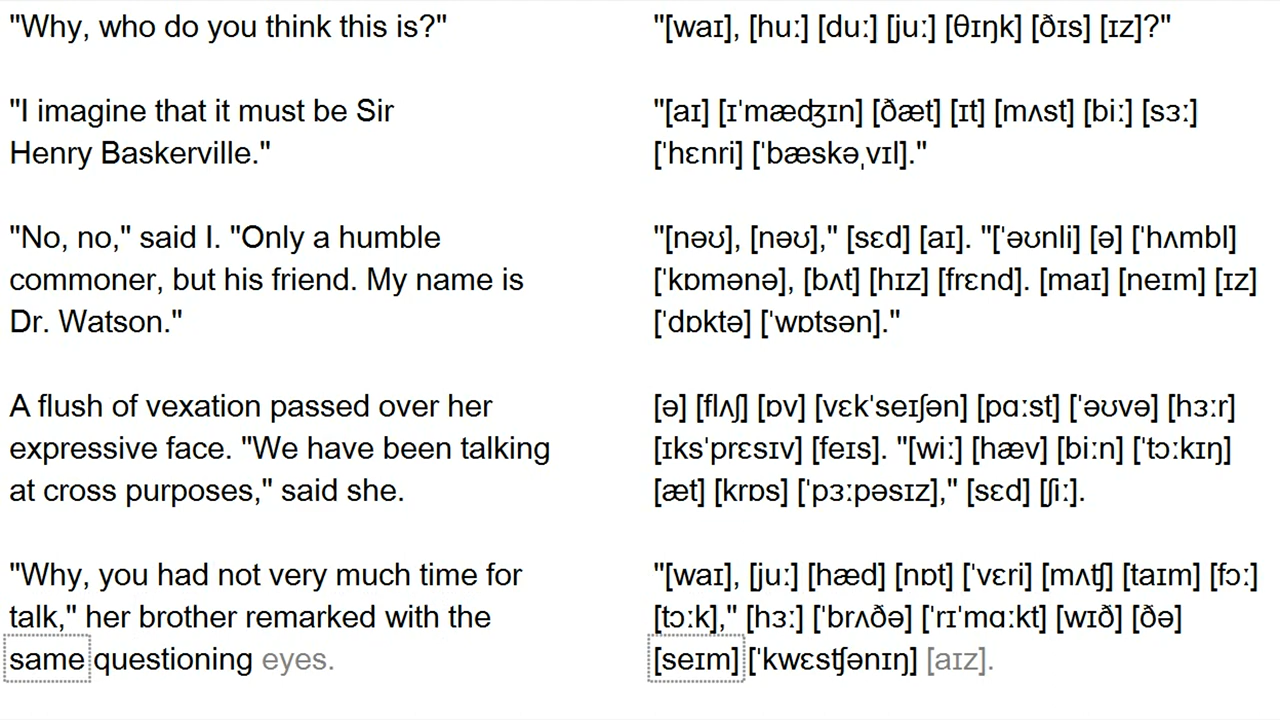 "Why, who do you think this is?"
"I imagine that it must be Sir
Henry Baskerville."
"No, no," said I. "Only a humble
commoner, but his friend. My name is
Dr. Watson."
A flush of vexation passed over her
expressive face. "We have been talking
at cross purposes," said she.
"Why, you had not very much time for
talk," her brother remarked with the
same questioning eyes.
"[waɪ], [huː] [duː] [juː] [θɪŋk] [ðɪs] [ɪz]?"
"[aɪ] [ɪˈmæʤɪn] [ðæt] [ɪt] [mʌst] [biː] [sɜː]
[ˈhɛnri] [ˈbæskəˌvɪl]."
"[nəʊ], [nəʊ]," [sɛd] [aɪ]. "[ˈəʊnli] [ə] [ˈhʌmbl]
[ˈkɒmənə], [bʌt] [hɪz] [frɛnd]. [maɪ] [neɪm] [ɪz]
[ˈdɒktə] [ˈwɒtsən]."
[ə] [flʌʃ] [ɒv] [vɛkˈseɪʃən] [pɑːst] [ˈəʊvə] [hɜːr]
[ɪksˈprɛsɪv] [feɪs]. "[wiː] [hæv] [biːn] [ˈtɔːkɪŋ]
[æt] [krɒs] [ˈpɜːpəsɪz]," [sɛd] [ʃiː].
"[waɪ], [juː] [hæd] [nɒt] [ˈvɛri] [mʌʧ] [taɪm] [fɔː]
[tɔːk]," [hɜː] [ˈbrʌðə] [ˈrɪˈmɑːkt] [wɪð] [ðə]
[seɪm] [ˈkwɛsʧənɪŋ] [aɪz].